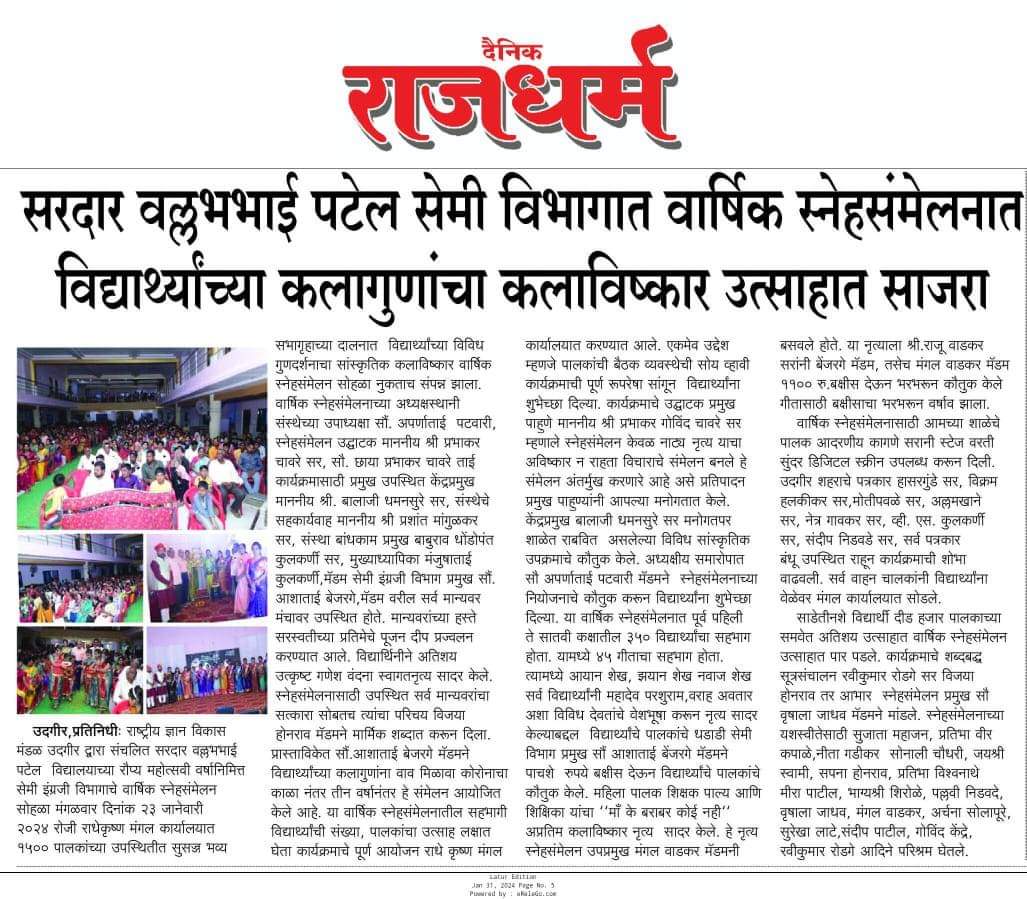 दैनिक
राजधर्म
सरदार वल्लभभाई पटेल सेमी विभागात वार्षिक स्नेहसंमेलनात
विद्यार्थ्यांच्या कलागुणांचा कलाविष्कार उत्साहात साजरा
उदगीर,प्रतिनिधीः राष्ट्रीय ज्ञान विकास
मंडळ उदगीर द्वारा संचलित सरदार वल्लभभाई
पटेल विद्यालयाच्या रौप्य महोत्सवी वर्षानिमित्त
सेमी इंग्रजी विभागाचे वार्षिक स्नेहसंमेलन
सोहळा मंगळवार दिनांक २३ जानेवारी
२०२४ रोजी राधेकृष्ण मंगल कार्यालयात
१५०० पालकांच्या उपस्थितीत सुसज्ज भव्य
सभागृहाच्या दालनात विद्यार्थ्यांच्या विविध
गुणदर्शनाचा सांस्कृतिक कलाविष्कार वार्षिक
स्नेहसंमेलन सोहळा नुकताच संपन्न झाला.
वार्षिक स्नेहसंमेलनाच्या अध्यक्षस्थानी
संस्थेच्या उपाध्यक्षा सौं. अपर्णाताई पटवारी,
स्नेहसंमेलन उद्घाटक माननीय श्री प्रभाकर
चावरे सर, सौ. छाया प्रभाकर चावरे ताई
कार्यक्रमासाठी प्रमुख उपस्थित केंद्रप्रमुख
माननीय श्री. बालाजी धमनसुरे सर, संस्थेचे
सहकार्यवाह माननीय श्री प्रशांत मांगुळकर
सर, संस्था बांधकाम प्रमुख बाबुराव धोंडोपंत
कुलकर्णी सर, मुख्याध्यापिका मंजुषाताई
कुलकर्णी,मॅडम सेमी इंग्रजी विभाग प्रमुख सौं.
आशाताई बेजरगे,मॅडम वरील सर्व मान्यवर
मंचावर उपस्थित होते. मान्यवरांच्या हस्ते
सरस्वतीच्या प्रतिमेचे पूजन दीप प्रज्वलन
करण्यात आले. विद्यार्थिनीने अतिशय
उत्कृष्ट गणेश वंदना स्वागतनृत्य सादर केले.
स्नेहसंमेलनासाठी उपस्थित सर्व मान्यवरांचा
सत्कारा सोबतच त्यांचा परिचय विजया
होनराव मॅडमने मार्मिक शब्दात करून दिला.
प्रास्ताविकेत सौं.आशाताई बेजरगे मॅडमने
विद्यार्थ्यांच्या कलागुणांना वाव मिळावा कोरोनाचा
काळा नंतर तीन वर्षानंतर हे संमेलन आयोजित
केले आहे. या वार्षिक स्नेहसंमेलनातील सहभागी
विद्यार्थ्यांची संख्या, पालकांचा उत्साह लक्षात
घेता कार्यक्रमाचे पूर्ण आयोजन राधे कृष्ण मंगल
कार्यालयात करण्यात आले. एकमेव उद्देश
म्हणजे पालकांची बैठक व्यवस्थेची सोय व्हावी
कार्यक्रमाची पूर्ण रूपरेषा सांगून विद्यार्थ्यांना
शुभेच्छा दिल्या. कार्यक्रमाचे उद्घाटक प्रमुख
पाहुणे माननीय श्री प्रभाकर गोविंद चावरे सर
म्हणाले स्नेहसंमेलन केवळ नाट्य नृत्य याचा
अविष्कार न राहता विचाराचे संमेलन बनले हे
संमेलन अंतर्मुख करणारे आहे असे प्रतिपादन
प्रमुख पाहुण्यांनी आपल्या मनोगतात केले.
केंद्रप्रमुख बालाजी धमनसुरे सर मनोगतपर
शाळेत राबवित असलेल्या विविध सांस्कृतिक
उपक्रमाचे कौतुक केले. अध्यक्षीय समारोपात
सौ अपर्णाताई पटवारी मॅडमने स्नेहसंमेलनाच्या
नियोजनाचे कौतुक करून विद्यार्थ्यांना शुभेच्छा
दिल्या. या वार्षिक स्नेहसंमेलनात पूर्व पहिली
ते सातवी कक्षातील ३५० विद्यार्थ्यांचा सहभाग
होता. यामध्ये ४५ गीताचा सहभाग होता.
त्यामध्ये आयान शेख, झयान शेख नवाज शेख
सर्व विद्यार्थ्यांनी महादेव परशुराम,वराह अवतार
अशा विविध देवतांचे वेशभूषा करून नृत्य सादर
केल्याबद्दल विद्यार्थ्यांचे पालकांचे धडाडी सेमी
विभाग प्रमुख सौं आशाताई बेंजरगे मॅडमने
पाचशे रुपये बक्षीस देऊन विद्यार्थ्यांचे पालकांचे
कौतुक केले. महिला पालक शिक्षक पाल्य आणि
शिक्षिका यांचा ''माँ के बराबर कोई नही''
अप्रतिम कलाविष्कार नृत्य सादर केले. हे नृत्य
स्नेहसंमेलन उपप्रमुख मंगल वाडकर मॅडमनी
बसवले होते. या नृत्याला श्री.राजू वाडकर
सरांनी बेंजरगे मॅडम, तसेच मंगल वाडकर मॅडम
११०० रु.बक्षीस देऊन भरभरून कौतुक केले
गीतासाठी बक्षीसाचा भरभरून वर्षाव झाला.
वार्षिक स्नेहसंमेलनासाठी आमच्या शाळेचे
पालक आदरणीय कागणे सरानी स्टेज वरती
सुंदर डिजिटल स्क्रीन उपलब्ध करून दिली.
उदगीर शहराचे पत्रकार हासरगुंडे सर, विक्रम
हलकीकर सर,मोतीपवळे सर, अल्लमखाने
सर, नेत्र गावकर सर, व्ही. एस. कुलकर्णी
सर, संदीप निडवडे सर, सर्व पत्रकार
बंधू उपस्थित राहून कार्यक्रमाची शोभा
वाढवली. सर्व वाहन चालकांनी विद्यार्थ्यांना
वेळेवर मंगल कार्यालयात सोडले.
साडेतीनशे विद्यार्थी दीड हजार पालकाच्या
समवेत अतिशय उत्साहात वार्षिक स्नेहसंमेलन
उत्साहात पार पडले. कार्यक्रमाचे शब्दबद्ध
सूत्रसंचालन रवीकुमार रोडगे सर विजया
होनराव तर आभार स्नेहसंमेलन प्रमुख सौ
वृषाला जाधव मॅडमने मांडले. स्नेहसंमेलनाच्या
यशस्वीतेसाठी सुजाता महाजन, प्रतिभा वीर
कपाळे,नीता गडीकर सोनाली चौधरी, जयश्री
स्वामी, सपना होनराव, प्रतिभा विश्वनाथे
मीरा पाटील, भाग्यश्री शिरोळे, पल्लवी निडवदे,
वृषाला जाधव, मंगल वाडकर, अर्चना सोलापूरे,
सुरेखा लाटे,संदीप पाटील, गोविंद केंद्रे,
रवीकुमार रोडगे आदिने परिश्रम घेतले.
Latur Edition
Jan 31, 2024 Page No. 5
Powered by : eReleGo.com